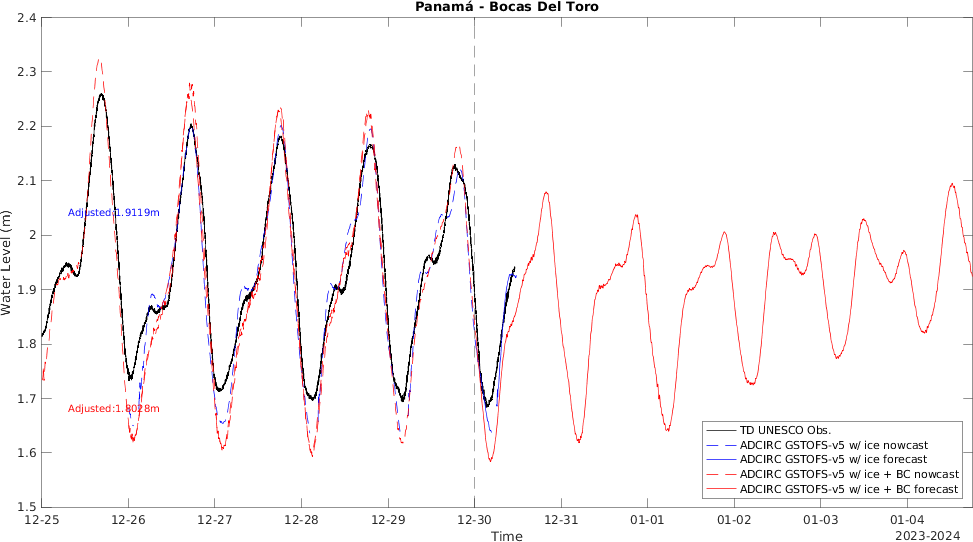 Panamá - Bocas Del Toro
Water Level (m)
2.4
2.3
2.2
2.1
2
1.9
1.8
1.7
1.6
1.5
Adjusted:1.9119m
Adjusted:1.8028m
TD UNESCO Obs.
ADCIRC GSTOFS-v5 w/ ice nowcast
ADCIRC GSTOFS-v5 w/ ice forecast
ADCIRC GSTOFS-v5 w/ ice + BC nowcast
ADCIRC GSTOFS-v5 w/ ice + BC forecast
12-25 12-26 12-27 12-28 12-29 12-30 12-31 01-01 01-02 01-03 01-04
Time
2023-2024